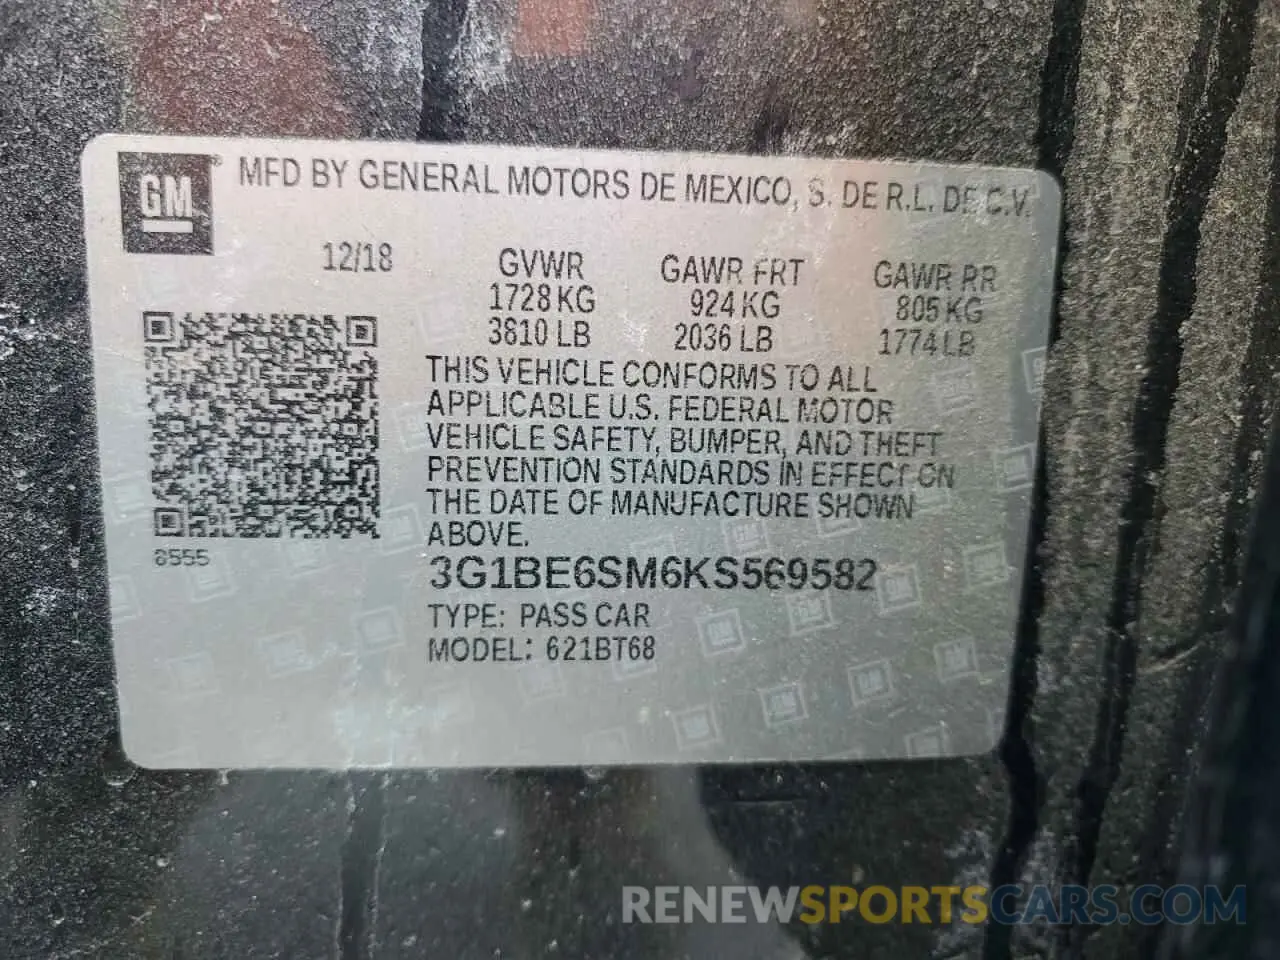 GM
MFD BY GENERAL MOTORS DE MEXICO, S. DE R.L. DE C.V.
12/18
GVWR GAWR FRT GAWR RR
1728 KG 924 KG 805 KG
3810 LB 2036 LB 1774 LB
THIS VEHICLE CONFORMS TO ALL
APPLICABLE U.S. FEDERAL MOTOR
VEHICLE SAFETY, BUMPER, AND THEFT
PREVENTION STANDARDS IN EFFECT ON
THE DATE OF MANUFACTURE SHOWN
ABOVE.
8555
3G1BE6SM6KS569582
TYPE: PASS CAR
MODEL: 621BT68
RENEWSPORTSCARS.COM